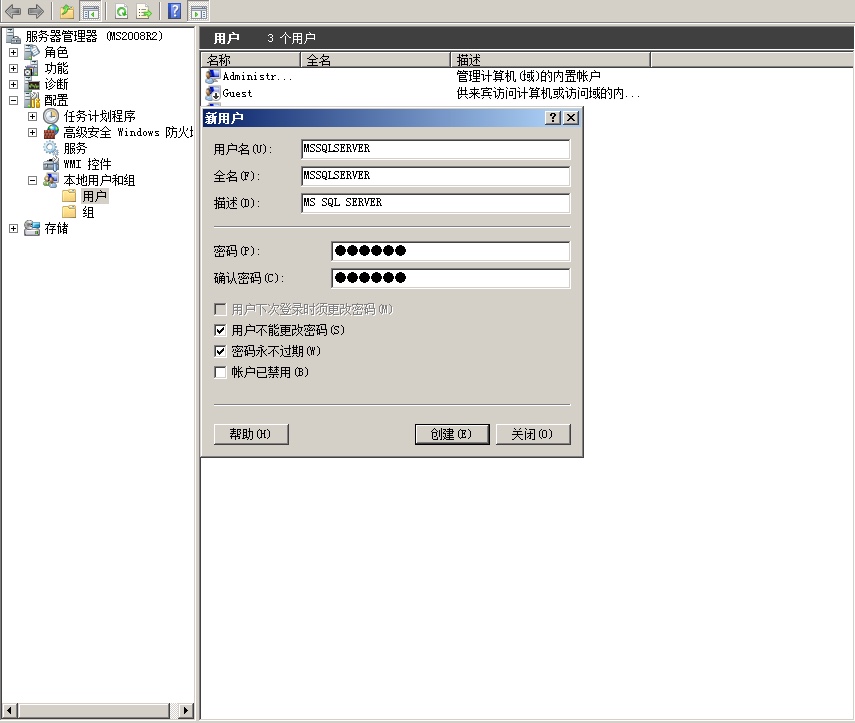 服务器管理器 (MS2008R2)
角色
功能
诊断
配置
任务计划程序
高级安全 Windows 防火
服务
WMI 控件
本地用户和组
用户
组
存储
用户 3 个用户
名称 全名 描述
Administr... 管理计算机(域)的内置帐户
Guest 供来宾访问计算机或访问域的内...
新用户
用户名(U): MSSQLSERVER
全名(F): MSSQLSERVER
描述(D): MS SQL SERVER
密码(P): ●●●●●●
确认密码(C): ●●●●●●
用户下次登录时须更改密码(M)
用户不能更改密码(S)
密码永不过期(W)
帐户已禁用(B)
帮助(H) 创建(E) 关闭(O)